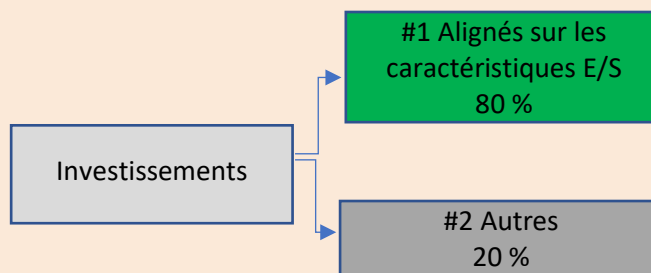 #1 Alignés sur les
caractéristiques E/S
80 %
Investissements
#2 Autres
20 %